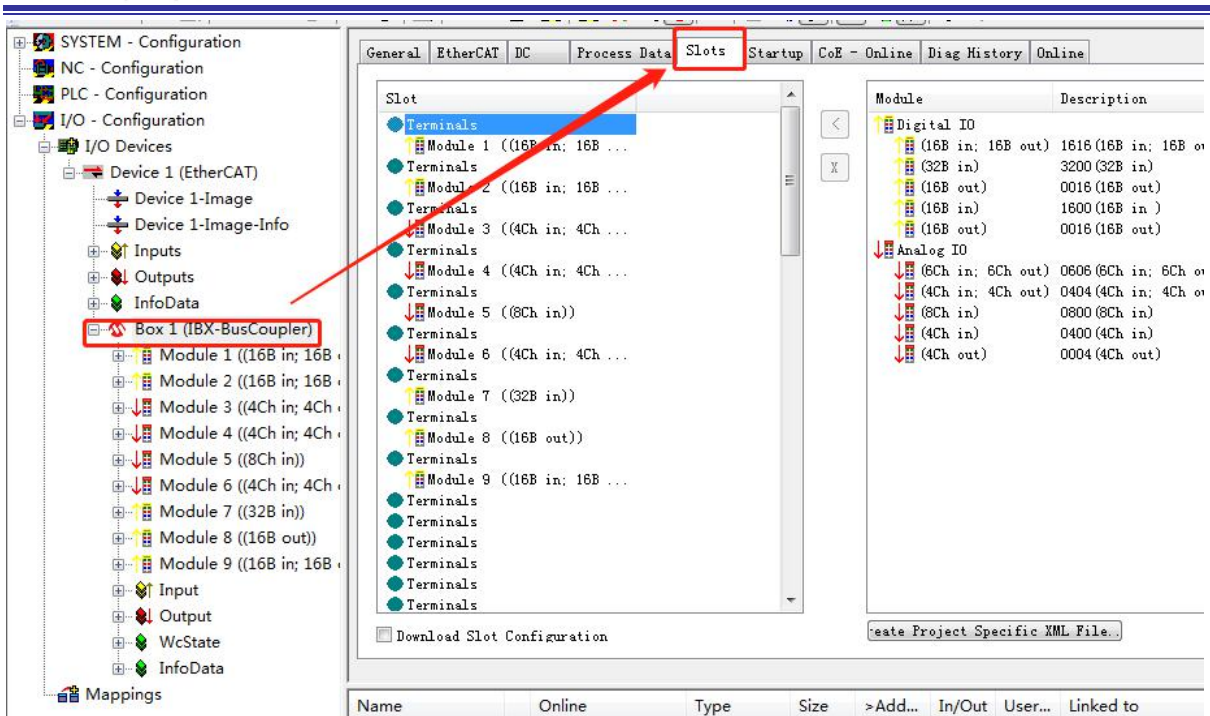 SYSTEM - Configuration
NC - Configuration
PLC - Configuration
I/O - Configuration
I/O Devices
Device 1 (EtherCAT)
Device 1-Image
Device 1-Image-Info
Inputs
Outputs
InfoData
Box 1 (IBX-BusCoupler)
Module 1 ((16B in; 16B
Module 2 ((16B in; 16B
Module 3 ((4Ch in; 4Ch
Module 4 ((4Ch in; 4Ch
Module 5 ((8Ch in))
Module 6 ((4Ch in; 4Ch
Module 7 ((32B in))
Module 8 ((16B out))
Module 9 ((16B in; 16B
Input
Output
WcState
InfoData
Mappings
General EtherCAT DC Process Data Slots Startup CoE - Online Diag History Online
Slot
Terminals
Module 1 ((16B in; 16B ...
Terminals
Module 2 ((16B in; 16B ...
Terminals
Module 3 ((4Ch in; 4Ch ...
Terminals
Module 4 ((4Ch in; 4Ch ...
Terminals
Module 5 ((8Ch in))
Terminals
Module 6 ((4Ch in; 4Ch ...
Terminals
Module 7 ((32B in))
Terminals
Module 8 ((16B out))
Terminals
Module 9 ((16B in; 16B ...
Terminals
Terminals
Terminals
Terminals
Terminals
Terminals
Download Slot Configuration
<
X
Module Description
Digital IO
(16B in; 16B out) 1616 (16B in; 16B
(32B in) 3200 (32B in)
(16B out) 0016 (16B out)
(16B in) 1600 (16B in )
(16B out) 0016 (16B out)
Analog IO
(6Ch in; 6Ch out) 0606 (6Ch in; 6Ch
(4Ch in; 4Ch out) 0404 (4Ch in; 4Ch
(8Ch in) 0800 (8Ch in)
(4Ch in) 0400 (4Ch in)
(4Ch out) 0004 (4Ch out)
eate Project Specific XML File..
Name Online Type Size >Add... In/Out User... Linked to